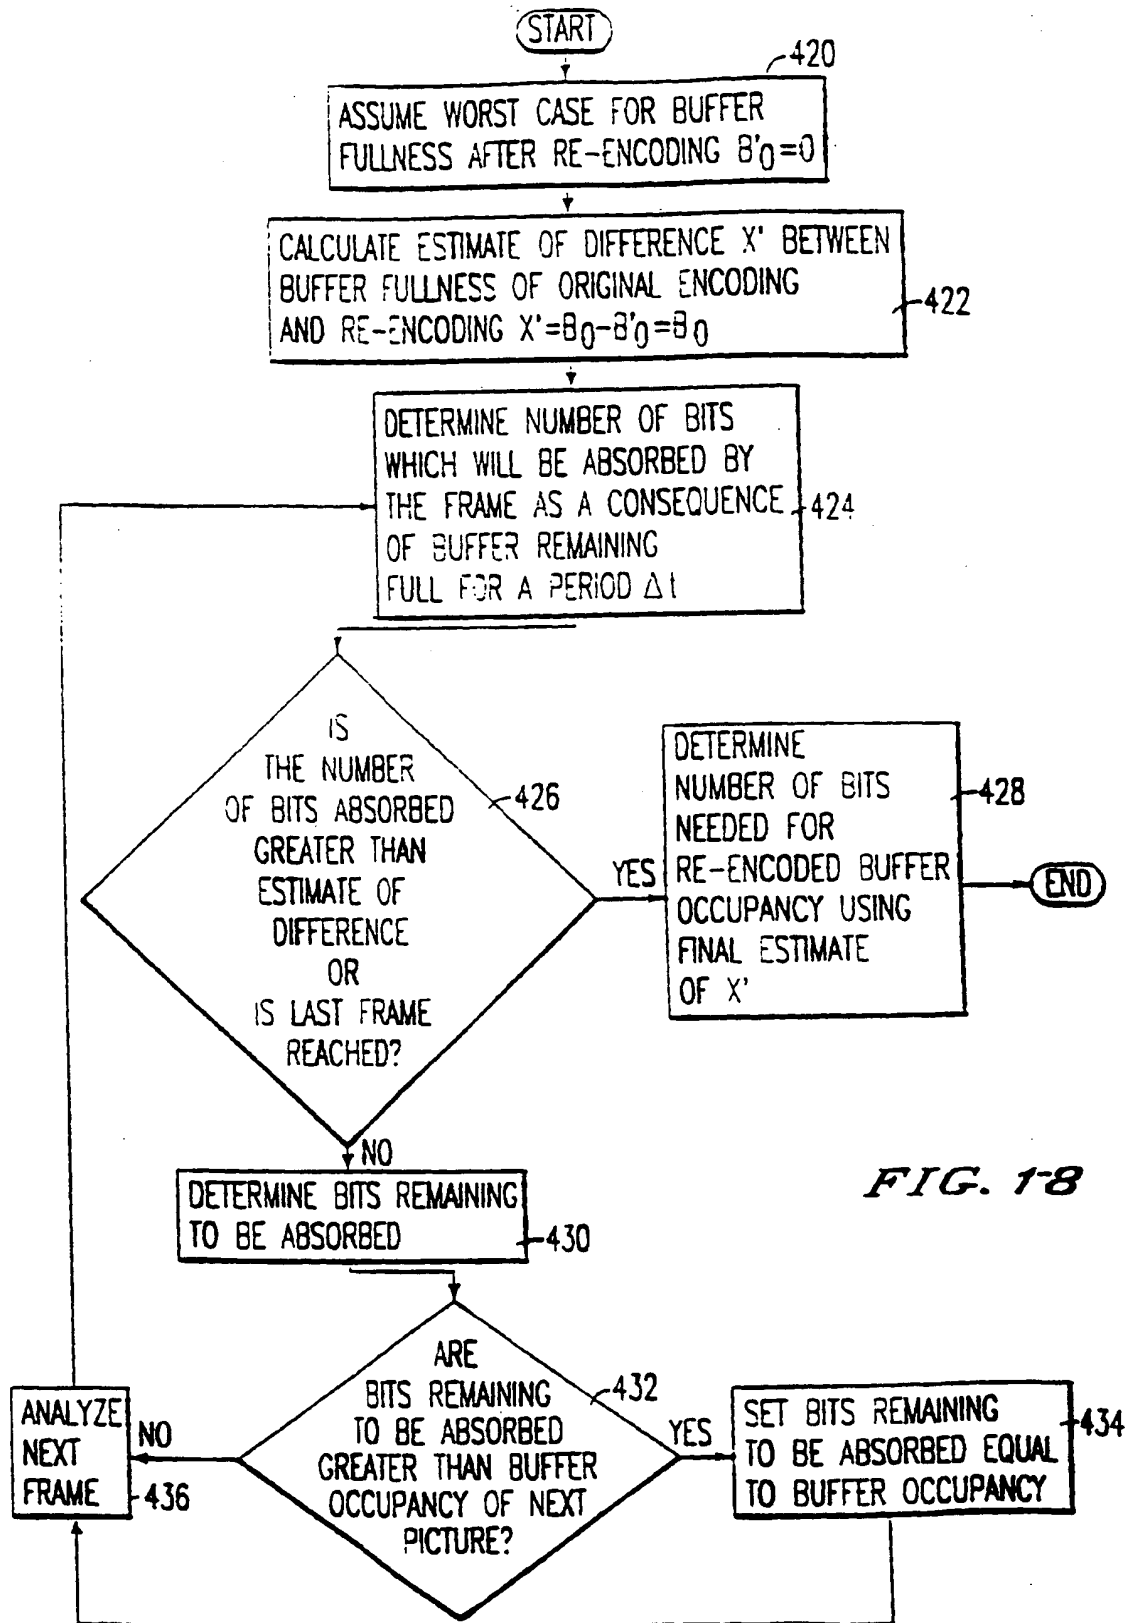 START
420
ASSUME WORST CASE FOR BUFFER
FULLNESS AFTER RE-ENCODING B'0=0
CALCULATE ESTIMATE OF DIFFERENCE X' BETWEEN
BUFFER FULLNESS OF ORIGINAL ENCODING
AND RE-ENCODING X'=B0-B'0=B0
422
DETERMINE NUMBER OF BITS
WHICH WILL BE ABSORBED BY
THE FRAME AS A CONSEQUENCE
OF BUFFER REMAINING
FULL FOR A PERIOD Δt
424
IS
THE NUMBER
OF BITS ABSORBED
GREATER THAN
ESTIMATE OF
DIFFERENCE
OR
IS LAST FRAME
REACHED?
426
YES
DETERMINE
NUMBER OF BITS
NEEDED FOR
RE-ENCODED BUFFER
OCCUPANCY USING
FINAL ESTIMATE
OF X'
428
END
NO
DETERMINE BITS REMAINING
TO BE ABSORBED
430
FIG. 18
ARE
BITS REMAINING
TO BE ABSORBED
GREATER THAN BUFFER
OCCUPANCY OF NEXT
PICTURE?
432
YES
SET BITS REMAINING
TO BE ABSORBED EQUAL
TO BUFFER OCCUPANCY
434
NO
ANALYZE
NEXT
FRAME
436